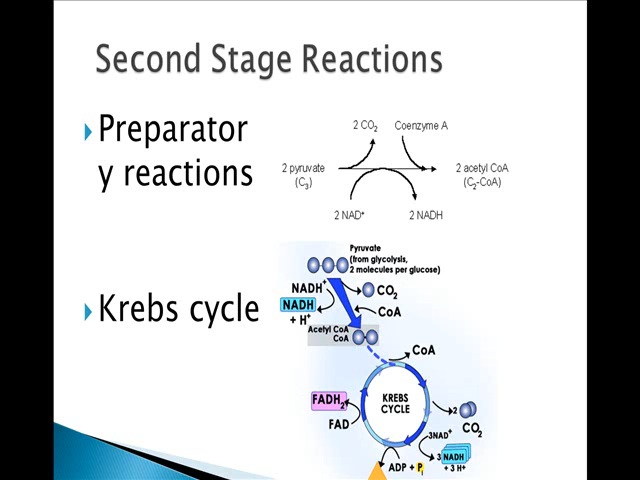 Second Stage Reactions
Preparator
y reactions
2 CO2
Coenzyme A
2 pyruvate
(C3)
2 acetyl CoA
(C2-CoA)
2 NAD+
2 NADH
Krebs cycle
Pyruvate
(from glycolysis,
2 molecules per glucose)
NADH+
CO2
NADH
+ H+
CoA
Acetyl CoA
CoA
CoA
FADH2
FAD
KREBS
CYCLE
2
CO2
3NAD+
3 NADH
+ 3 H+
ADP + Pi